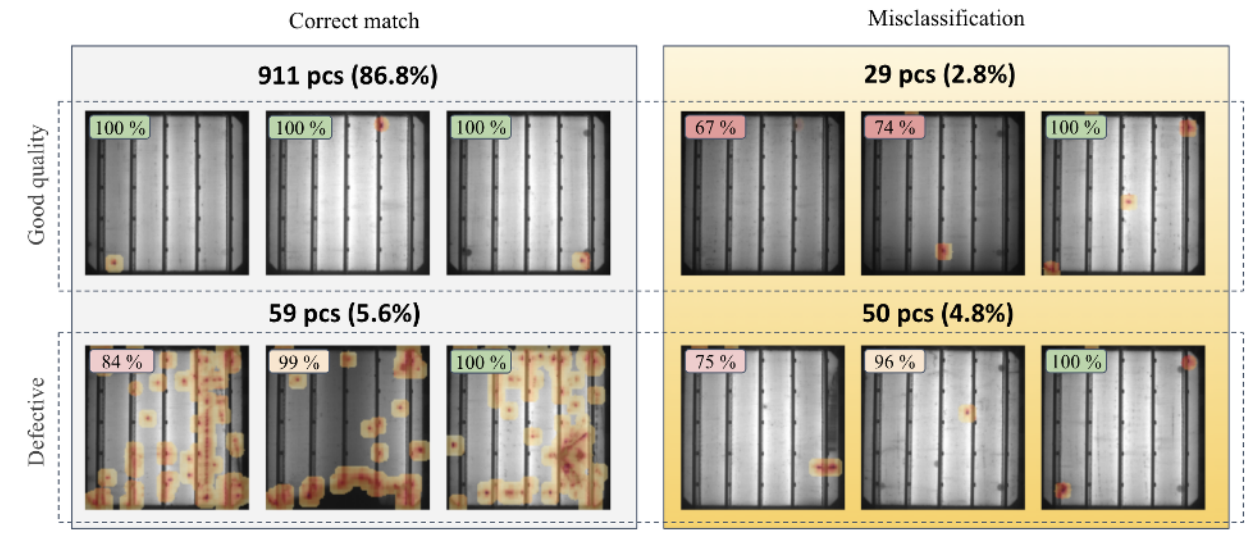 Correct match
Misclassification
911 pcs (86.8%)
29 pcs (2.8%)
Good quality
100 %
100 %
100 %
67 %
74 %
100 %
59 pcs (5.6%)
50 pcs (4.8%)
Defective
84 %
99 %
100 %
75 %
96 %
100 %